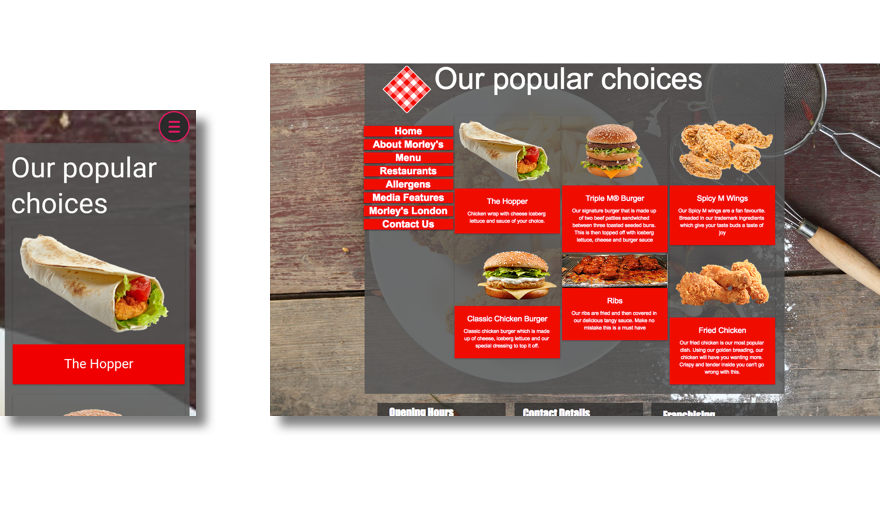 Our popular
choices
The Hopper
Our popular choices
Home
About Morley's
Menu
Restaurants
Allergens
Media Features
Morley's London
Contact Us
The Hopper
Chicken wrap with cheese iceberg
lettuce and sauce of your choice.
Triple M® Burger
Our signature burger that is made up
of two beef patties sandwiched
between three toasted seeded buns.
This is then topped off with iceberg
lettuce, cheese and burger sauce
Spicy M Wings
Our Spicy M wings are a fan favourite.
Breaded in our trademark ingredients
which give your taste buds a taste of
joy
Classic Chicken Burger
Classic chicken burger which is made
up of cheese, iceberg lettuce and our
special dressing to top it off.
Ribs
Our ribs are fried and then covered in
our delicious tangy sauce. Make no
mistake this is a must have
Fried Chicken
Our fried chicken is our most popular
dish. Using our golden breading, our
chicken will have you wanting more.
Crispy and tender inside you can't go
wrong with this.
Opening Hours
Contact Details
Franchising